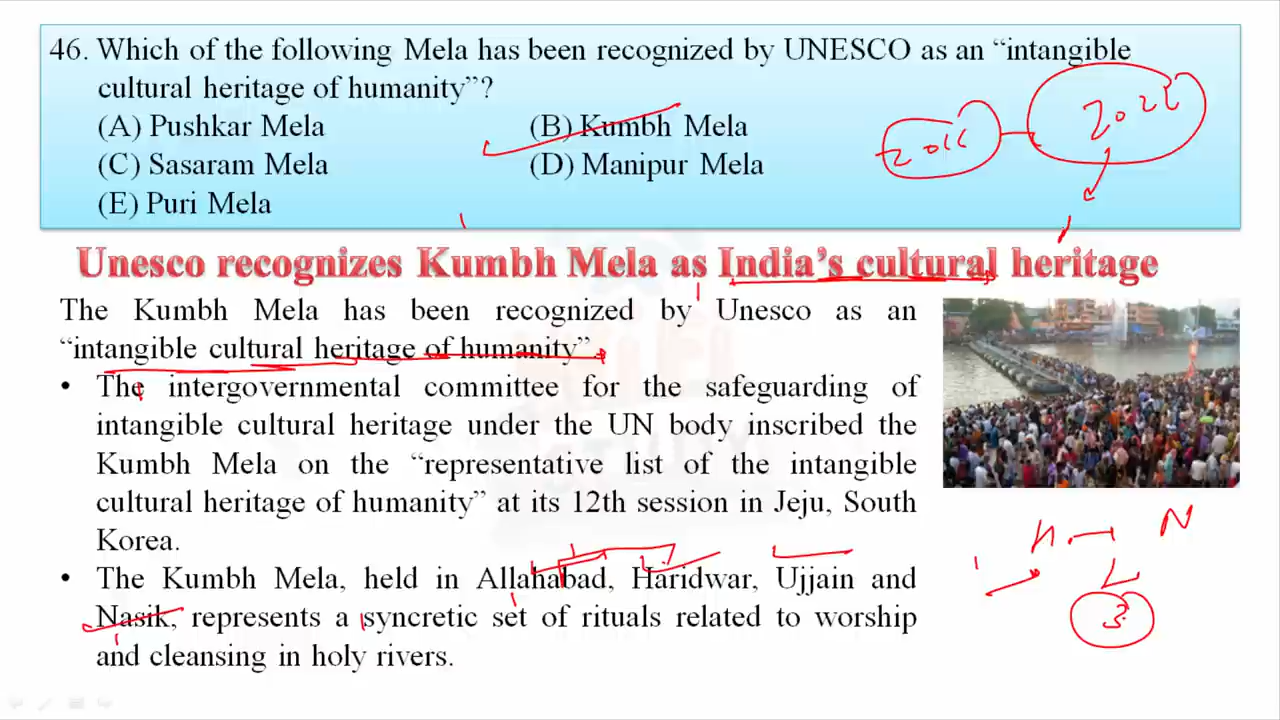 46. Which of the following Mela has been recognized by UNESCO as an “intangible
cultural heritage of humanity”?
(A) Pushkar Mela (B) Kumbh Mela
(C) Sasaram Mela (D) Manipur Mela
(E) Puri Mela
Unesco recognizes Kumbh Mela as India’s cultural heritage
The Kumbh Mela has been recognized by Unesco as an
“intangible cultural heritage of humanity”.
• The intergovernmental committee for the safeguarding of
intangible cultural heritage under the UN body inscribed the
Kumbh Mela on the “representative list of the intangible
cultural heritage of humanity” at its 12th session in Jeju, South
Korea.
• The Kumbh Mela, held in Allahabad, Haridwar, Ujjain and
Nasik, represents a syncretic set of rituals related to worship
and cleansing in holy rivers.
N
3